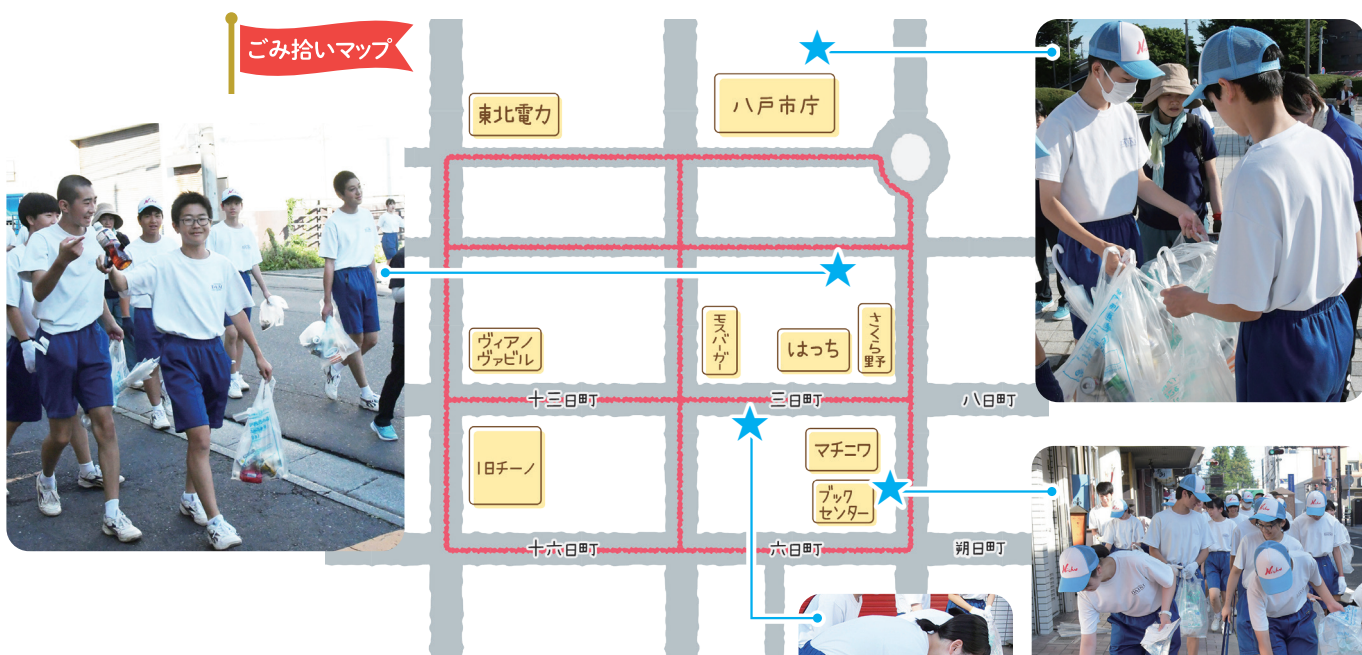 ごみ拾いマップ
東北電力
八戸市庁
ヴィアノ
ヴァビル
モスバーガー
はっち
さくら野
十三日町
三日町
八日町
旧チーノ
マチニワ
ブック
センター
十六日町
六日町
朔日町